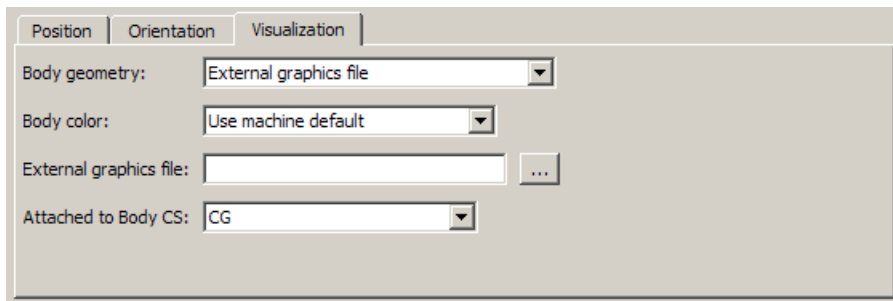 Position Orientation Visualization
Body geometry: External graphics file
Body color: Use machine default
External graphics file: ...
Attached to Body CS: CG